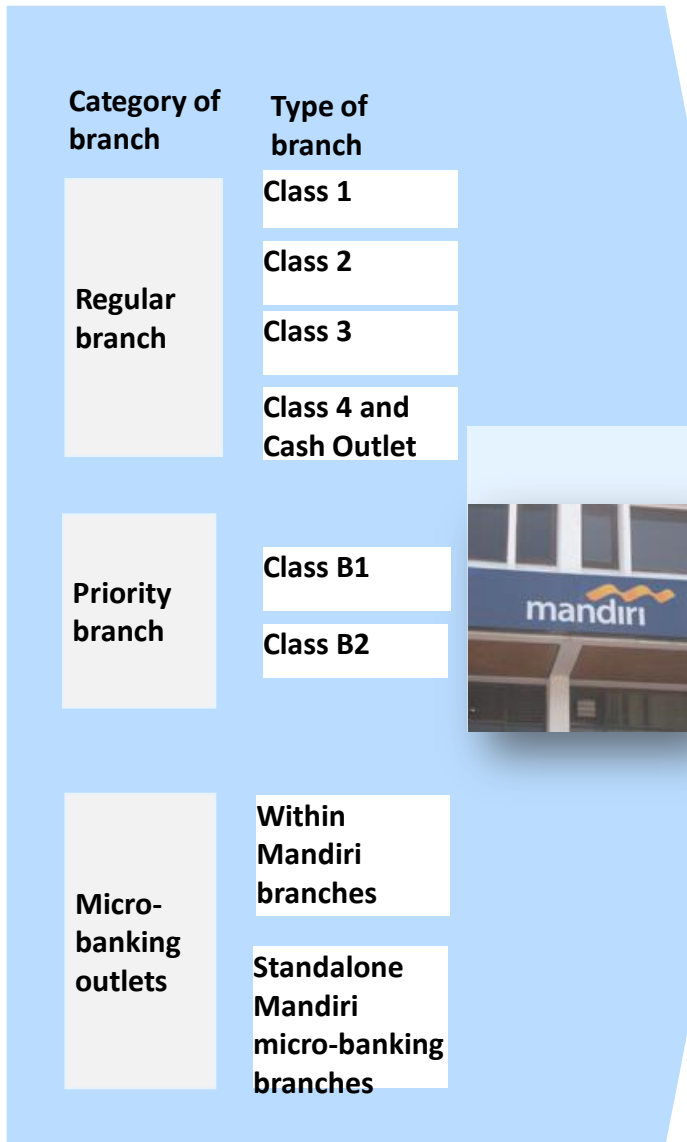 Category of
branch
Type of
branch
Regular
branch
Class 1
Class 2
Class 3
Class 4 and
Cash Outlet
Priority
branch
Class B1
Class B2
mandiri
Micro-
banking
outlets
Within
Mandiri
branches
Standalone
Mandiri
micro-banking
branches